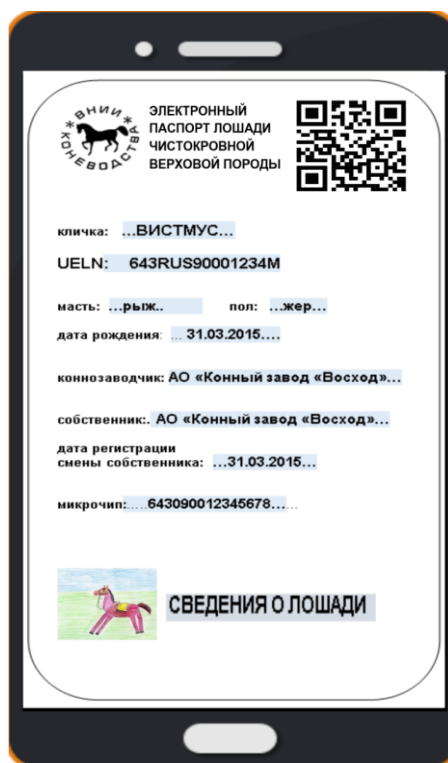 * ВНИИ *
КОНЕВОДСТВА
ЭЛЕКТРОННЫЙ
ПАСПОРТ ЛОШАДИ
ЧИСТОКРОВНОЙ
ВЕРХОВОЙ ПОРОДЫ
кличка: ...ВИСТМУС...
UELN: 643RUS90001234M
масть: ...рыж.. пол: ...жер...
дата рождения: ... 31.03.2015....
коннозаводчик: АО «Конный завод «Восход»...
собственник:. АО «Конный завод «Восход»...
дата регистрации
смены собственника: ...31.03.2015...
микрочип:.....643090012345678......
СВЕДЕНИЯ О ЛОШАДИ